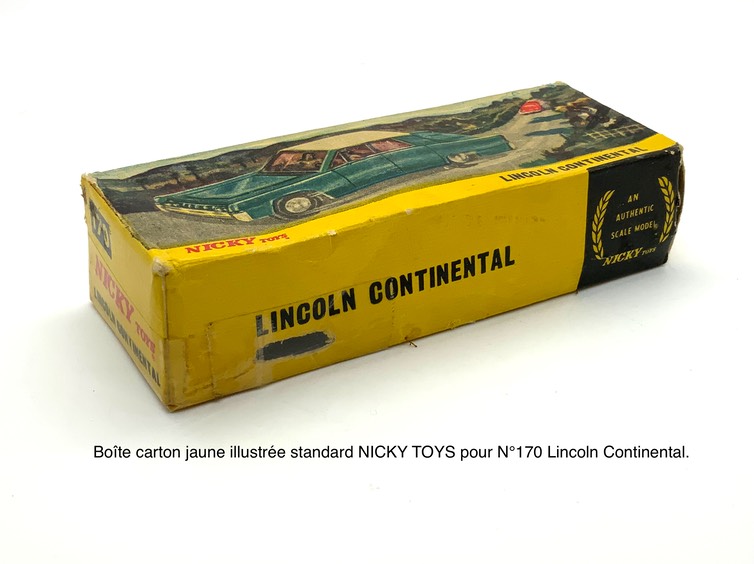 LINCOLN CONTINENTAL
NICKY TOYS
NICKY TOYS
LINCOLN CONTINENTAL
LINCOLN CONTINENTAL
AN
AUTHENTIC
SCALE MODEL
NICKY TOYS
Boîte carton jaune illustrée standard NICKY TOYS pour N°170 Lincoln Continental.